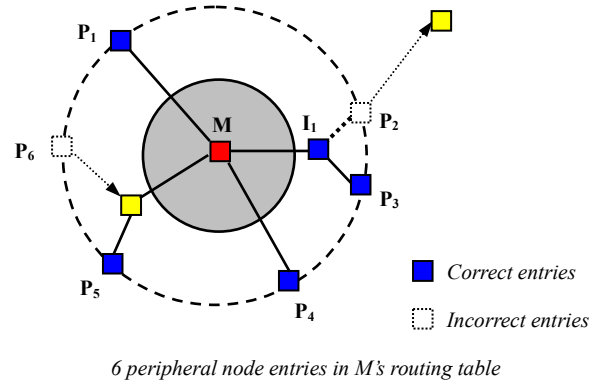 P1
M
I1
P2
P6
P3
P5
P4
Correct entries
Incorrect entries
6 peripheral node entries in M's routing table